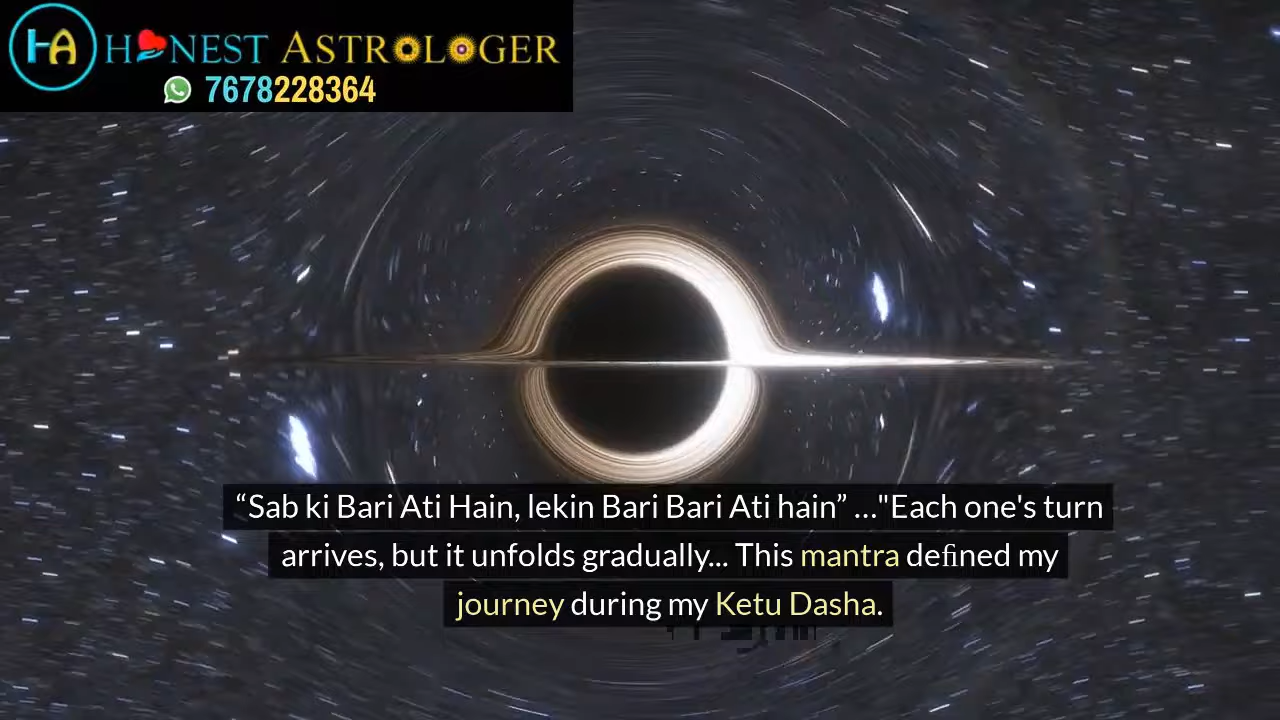 HA HONEST ASTROLOGER
7678228364
“Sab ki Bari Ati Hain, lekin Bari Bari Ati hain” ..."Each one's turn
arrives, but it unfolds gradually... This mantra defined my
journey during my Ketu Dasha.